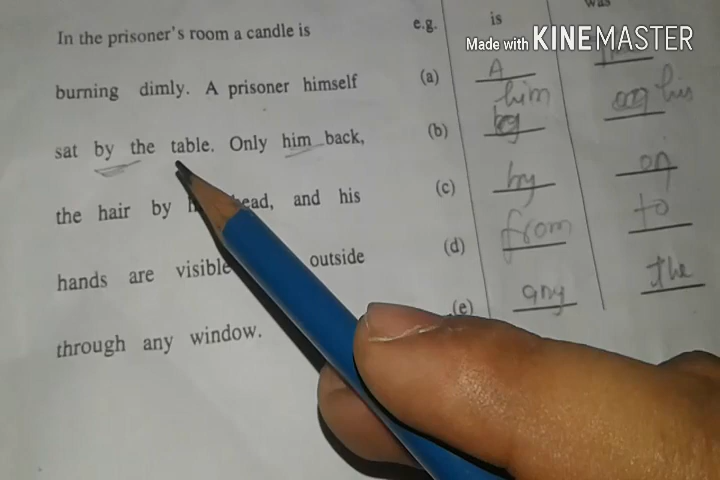 In the prisoner's room a candle is e.g. is was
burning dimly. A prisoner himself (a) A
sat by the table. Only him back, (b) him his
the hair by head, and his (c) by on
hands are visible outside (d) from to
through any window. (e) any the
Made with KINEMASTER